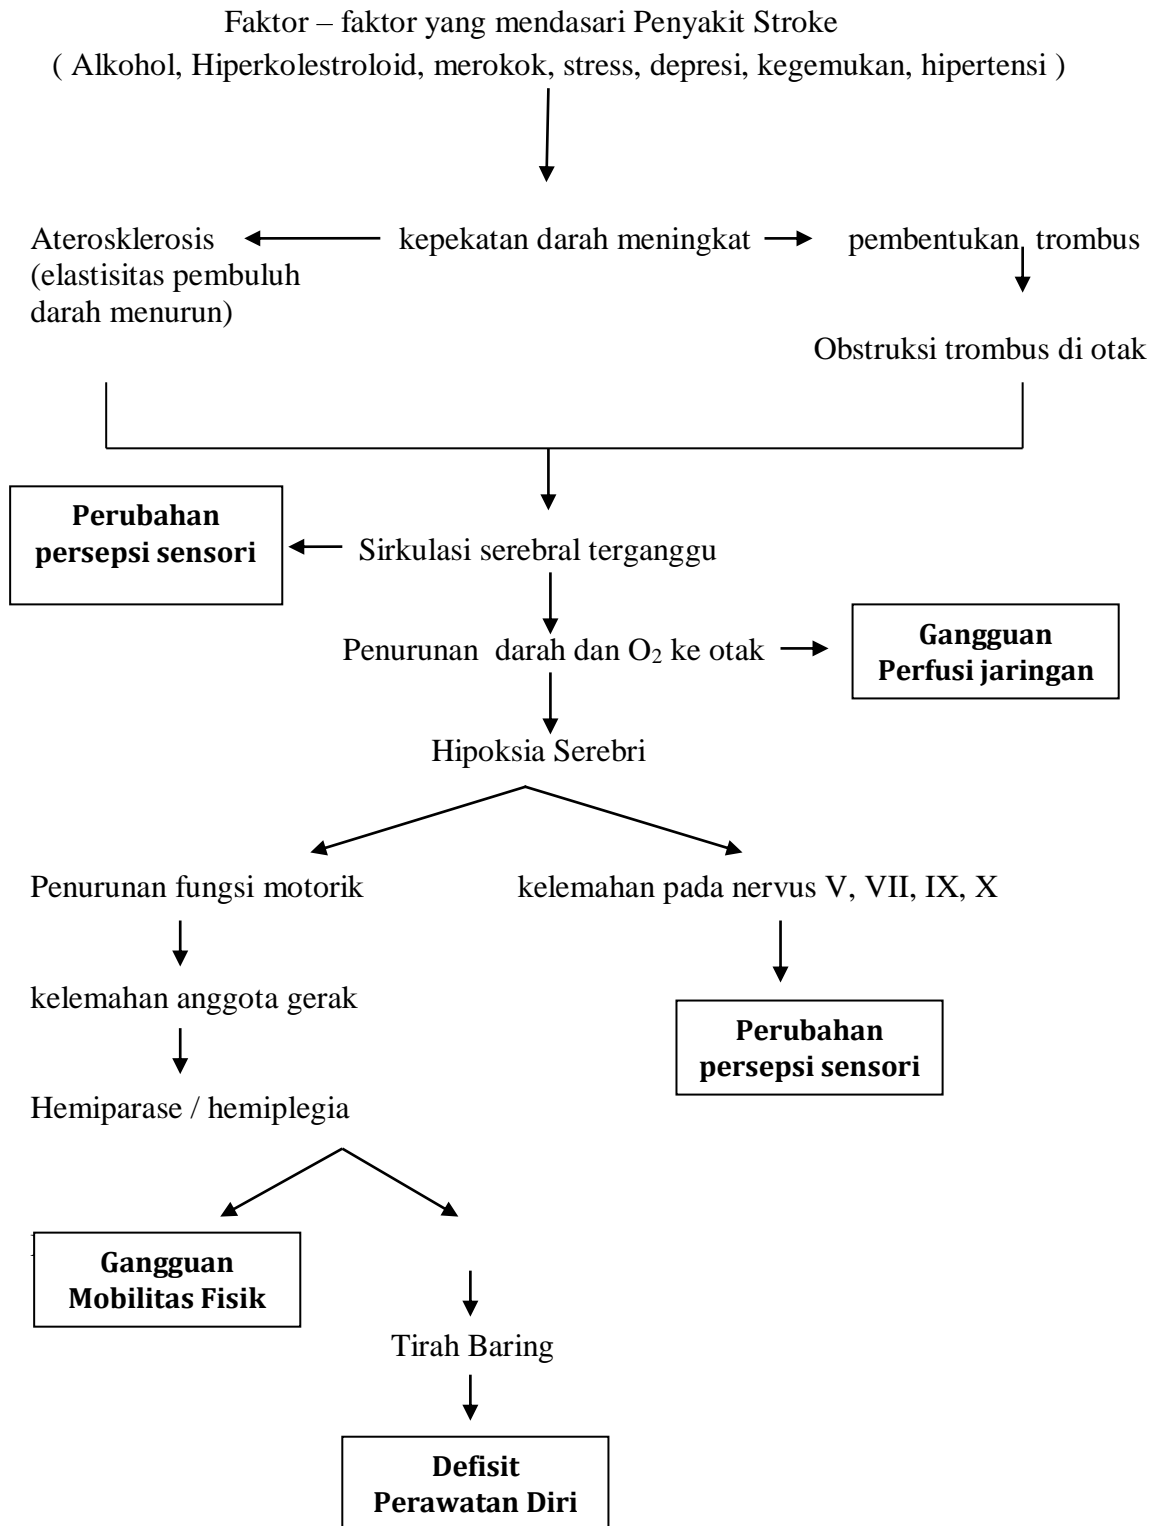 Faktor – faktor yang mendasari Penyakit Stroke
( Alkohol, Hiperkolestroloid, merokok, stress, depresi, kegemukan, hipertensi )
Aterosklerosis
(elastisitas pembuluh
darah menurun)
kepekatan darah meningkat
pembentukan trombus
Obstruksi trombus di otak
Perubahan
persepsi sensori
Sirkulasi serebral terganggu
Penurunan darah dan O₂ ke otak
Gangguan
Perfusi jaringan
Hipoksia Serebri
Penurunan fungsi motorik
kelemahan pada nervus V, VII, IX, X
kelemahan anggota gerak
Perubahan
persepsi sensori
Hemiparase / hemiplegia
Gangguan
Mobilitas Fisik
Tirah Baring
Defisit
Perawatan Diri